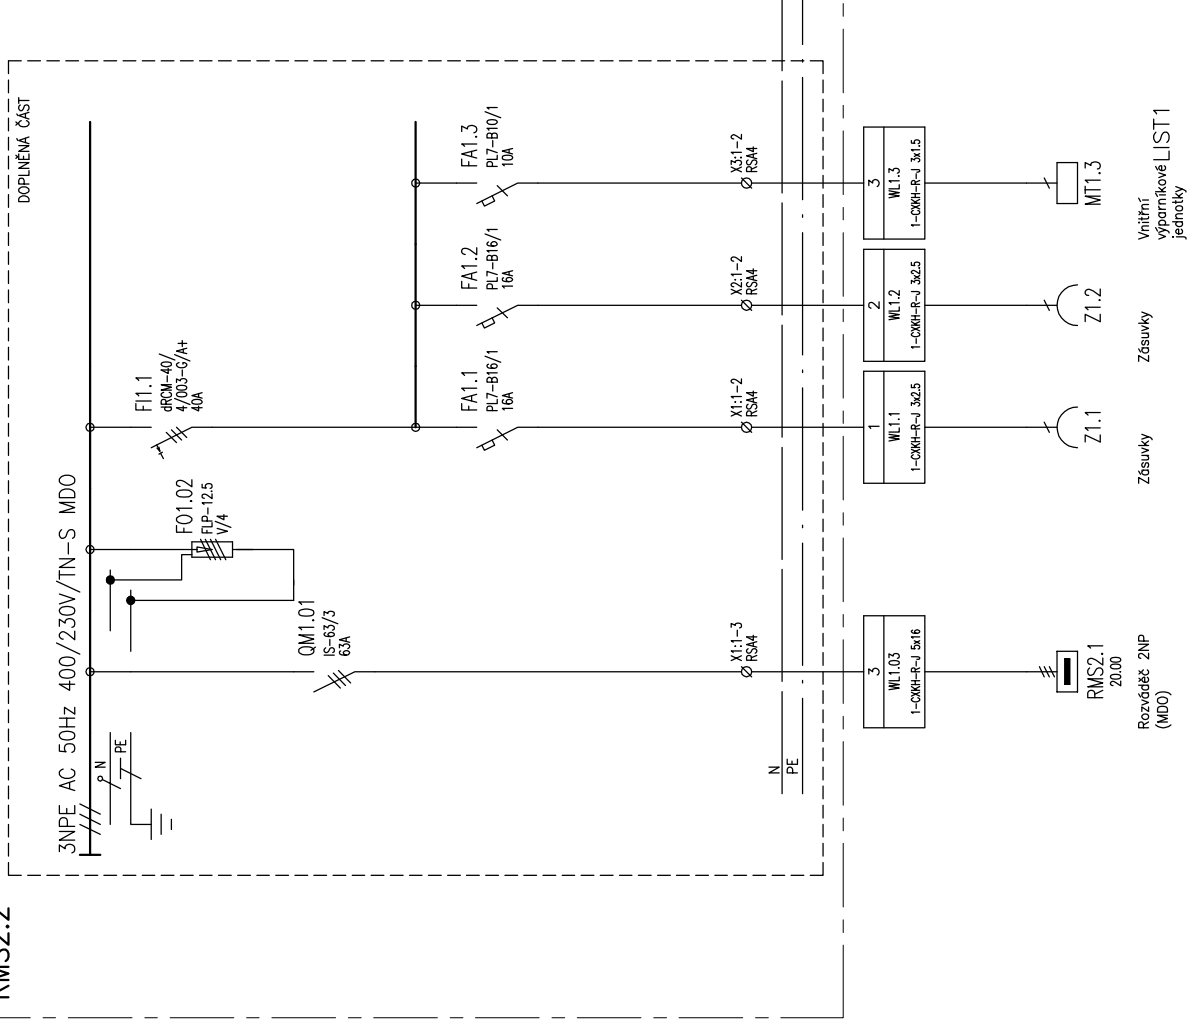 RMS2.2
DOPLNĚNÁ ČÁST
3NPE AC 50Hz 400/230V/TN-S MDO
N
PE
QM1.01
IS-63/3
63A
FO1.02
FLP-12.5
V/4
FI1.1
dRCM-40/
4/003-G/A+
40A
FA1.1
PL7-B16/1
16A
FA1.2
PL7-B16/1
16A
FA1.3
PL7-B10/1
10A
X1:1-3
RSA4
X1:1-2
RSA4
X2:1-2
RSA4
X3:1-2
RSA4
N
PE
3
WL1.03
1-CXKH-R-J 5x16
1
WL1.1
1-CXKH-R-J 3x2.5
2
WL1.2
1-CXKH-R-J 3x2.5
3
WL1.3
1-CXKH-R-J 3x1.5
RMS2.1
20.00
Z1.1
Z1.2
MT1.3
Rozváděč 2NP
(MDO)
Zásuvky
Zásuvky
Vnitřní
výparníkové
jednotky
LIST1